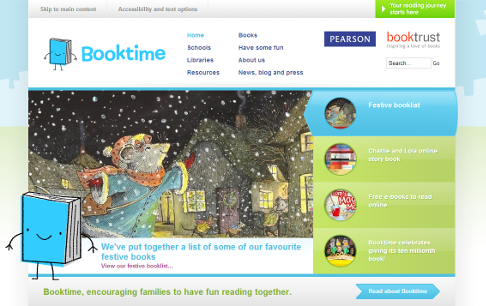 Skip to main content
Accessibility and text options
Your reading journey
starts here
Booktime
Home
Schools
Libraries
Resources
Books
Have some fun
About us
News, blog and press
PEARSON
booktrust
inspiring a love of books
Search...
Go
Festive booklist
Charlie and Lola online
story book
Free e-books to read
online
Booktime celebrates
giving its ten millionth
book!
We've put together a list of some of our favourite
festive books
View our festive booklist...
Booktime, encouraging families to have fun reading together.
Read about Booktime